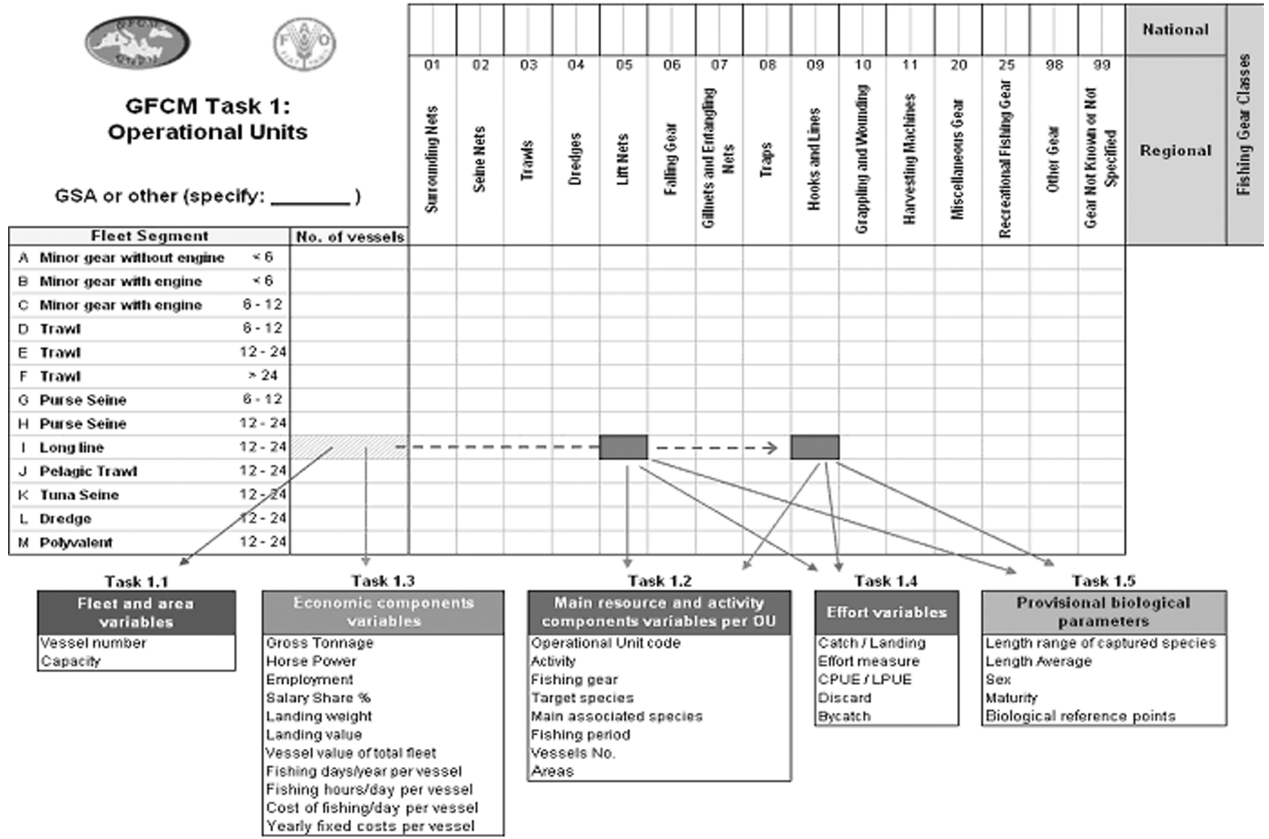 GFCM Task 1:
Operational Units
GSA or other (specify: ________ )
National
Regional
Fishing Gear Classes
01 02 03 04 05 06 07 08 09 10 11 20 25 98 99
Surrounding Nets
Seine Nets
Trawls
Dredges
Lift Nets
Falling Gear
Gillnets and Entangling
Nets
Traps
Hooks and Lines
Grappling and Wounding
Harvesting Machines
Miscellaneous Gear
Recreational Fishing Gear
Other Gear
Gear Not Known or Not
Specified
Fleet Segment No. of vessels
A Minor gear without engine < 6
B Minor gear with engine < 6
C Minor gear with engine 6 - 12
D Trawl 6 - 12
E Trawl 12 - 24
F Trawl > 24
G Purse Seine 6 - 12
H Purse Seine 12 - 24
I Long line 12 - 24
J Pelagic Trawl 12 - 24
K Tuna Seine 12 - 24
L Dredge 12 - 24
M Polyvalent 12 - 24
Task 1.1
Fleet and area
variables
Vessel number
Capacity
Task 1.3
Economic components
variables
Gross Tonnage
Horse Power
Employment
Salary Share %
Landing weight
Landing value
Vessel value of total fleet
Fishing days/year per vessel
Fishing hours/day per vessel
Cost of fishing/day per vessel
Yearly fixed costs per vessel
Task 1.2
Main resource and activity
components variables per OU
Operational Unit code
Activity
Fishing gear
Target species
Main associated species
Fishing period
Vessels No.
Areas
Task 1.4
Effort variables
Catch / Landing
Effort measure
CPUE / LPUE
Discard
Bycatch
Task 1.5
Provisional biological
parameters
Length range of captured species
Length Average
Sex
Maturity
Biological reference points